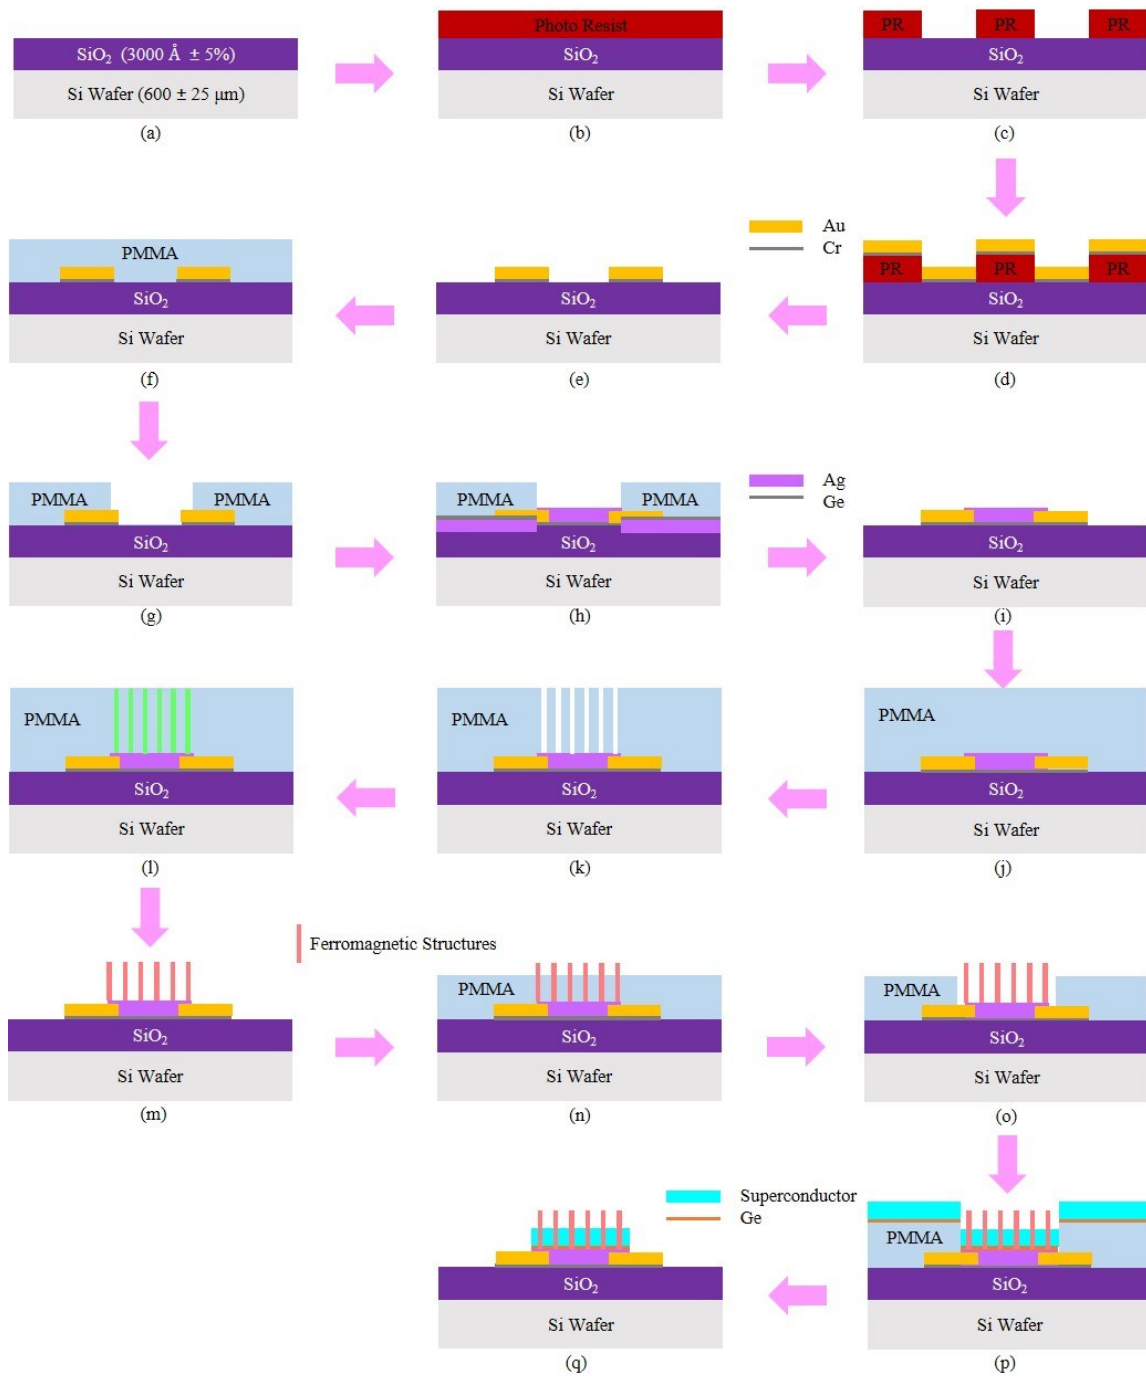 SiO₂ (3000 Å ± 5%)
Si Wafer (600 ± 25 μm)
(a)
Photo Resist
SiO₂
Si Wafer
(b)
PR PR PR
SiO₂
Si Wafer
(c)
PMMA
SiO₂
Si Wafer
(f)
SiO₂
Si Wafer
(e)
Au
Cr
PR PR PR
SiO₂
Si Wafer
(d)
PMMA PMMA
SiO₂
Si Wafer
(g)
PMMA PMMA
SiO₂
Si Wafer
(h)
Ag
Ge
SiO₂
Si Wafer
(i)
PMMA
SiO₂
Si Wafer
(l)
PMMA
SiO₂
Si Wafer
(k)
PMMA
SiO₂
Si Wafer
(j)
Ferromagnetic Structures
SiO₂
Si Wafer
(m)
PMMA
SiO₂
Si Wafer
(n)
PMMA
SiO₂
Si Wafer
(o)
Superconductor
Ge
SiO₂
Si Wafer
(q)
PMMA
SiO₂
Si Wafer
(p)